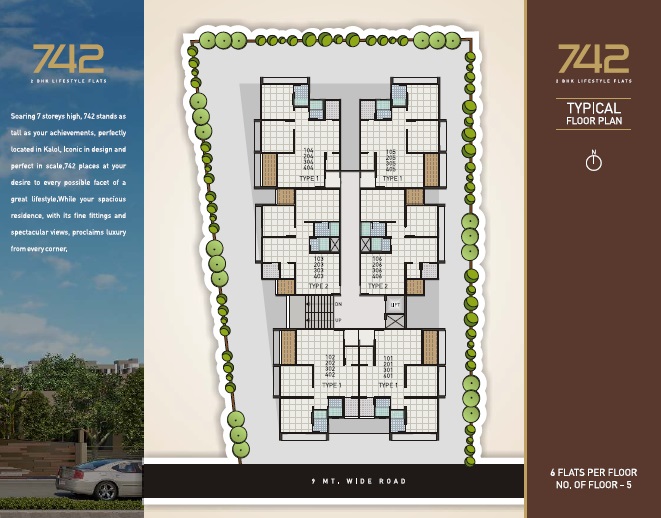 742
2 BHK LIFESTYLE FLATS
Soaring 7 storeys high, 742 stands as
tall as your achievements, perfectly
located in Kalol, Iconic in design and
perfect in scale,742 places at your
desire to every possible facet of a
great lifestyle.While your spacious
residence, with its fine fittings and
spectacular views, proclaims luxury
from every corner.
104
204
304
404
TYPE 1
105
205
305
405
TYPE 1
103
203
303
403
TYPE 2
106
206
306
406
TYPE 2
DN
UP
LIFT
102
202
302
402
TYPE 1
101
201
301
401
TYPE 1
9 MT. WIDE ROAD
742
2 BHK LIFESTYLE FLATS
TYPICAL
FLOOR PLAN
N
6 FLATS PER FLOOR
NO. OF FLOOR - 5